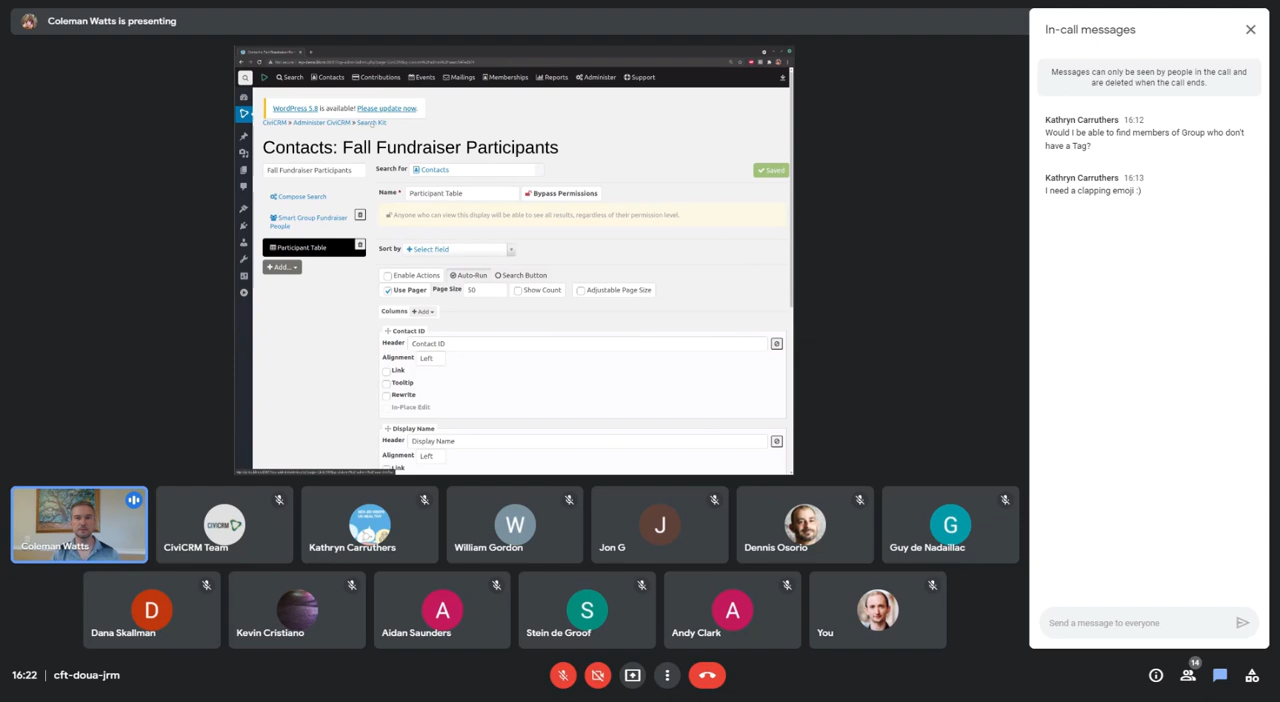 Coleman Watts is presenting
Search Contacts Contributions Events Mailings Memberships Reports Administer Support
WordPress 5.8 is available! Please update now.
CiviCRM » Administer CiviCRM » Search Kit
Contacts: Fall Fundraiser Participants
Fall Fundraiser Participants
Search for Contacts
Saved
Compose Search
Smart Group Fundraiser
People
Participant Table
+ Add...
Name * Participant Table Bypass Permissions
Anyone who can view this display will be able to see all results, regardless of their permission level.
Sort by + Select field
Enable Actions Auto-Run Search Button
Use Pager Page Size 50 Show Count Adjustable Page Size
Columns + Add
Contact ID
Header Contact ID
Alignment Left
Link
Tooltip
Rewrite
In-Place Edit
Display Name
Header Display Name
Alignment Left
Link
In-call messages
Messages can only be seen by people in the call and
are deleted when the call ends.
Kathryn Carruthers 16:12
Would I be able to find members of Group who don't
have a Tag?
Kathryn Carruthers 16:13
I need a clapping emoji :)
Send a message to everyone
Coleman Watts
CiviCRM
CiviCRM Team
Kathryn Carruthers
W
William Gordon
J
Jon G
Dennis Osorio
G
Guy de Nadaillac
D
Dana Skallman
Kevin Cristiano
A
Aidan Saunders
S
Stein de Groof
A
Andy Clark
You
16:22 | cft-doua-jrm
14